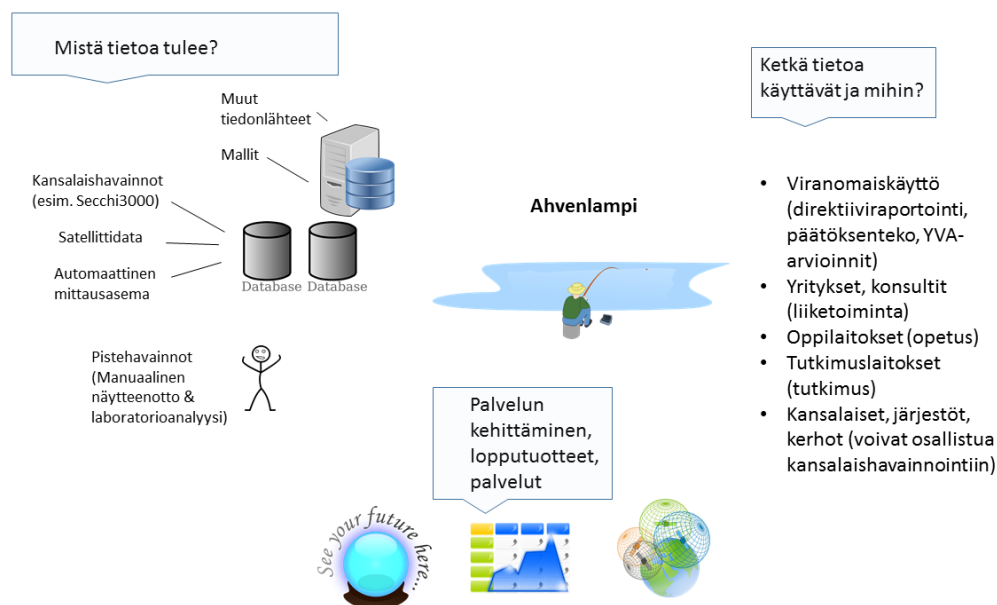 Mistä tietoa tulee?
Muut
tiedonlähteet
Mallit
Kansalaishavainnot
(esim. Secchi3000)
Satellittidata
Automaattinen
mittausasema
Database Database
Pistehavainnot
(Manuaalinen
näytteenotto &
laboratorioanalyysi)
Ahvenlampi
Palvelun
kehittäminen,
lopputuotteet,
palvelut
See your future here...
Ketkä tietoa
käyttävät ja mihin?
• Viranomaiskäyttö
(direktiiviraportointi,
päätöksenteko, YVA-
arvioinnit)
• Yritykset, konsultit
(liiketoiminta)
• Oppilaitokset (opetus)
• Tutkimuslaitokset
(tutkimus)
• Kansalaiset, järjestöt,
kerhot (voivat osallistua
kansalaishavainnointiin)